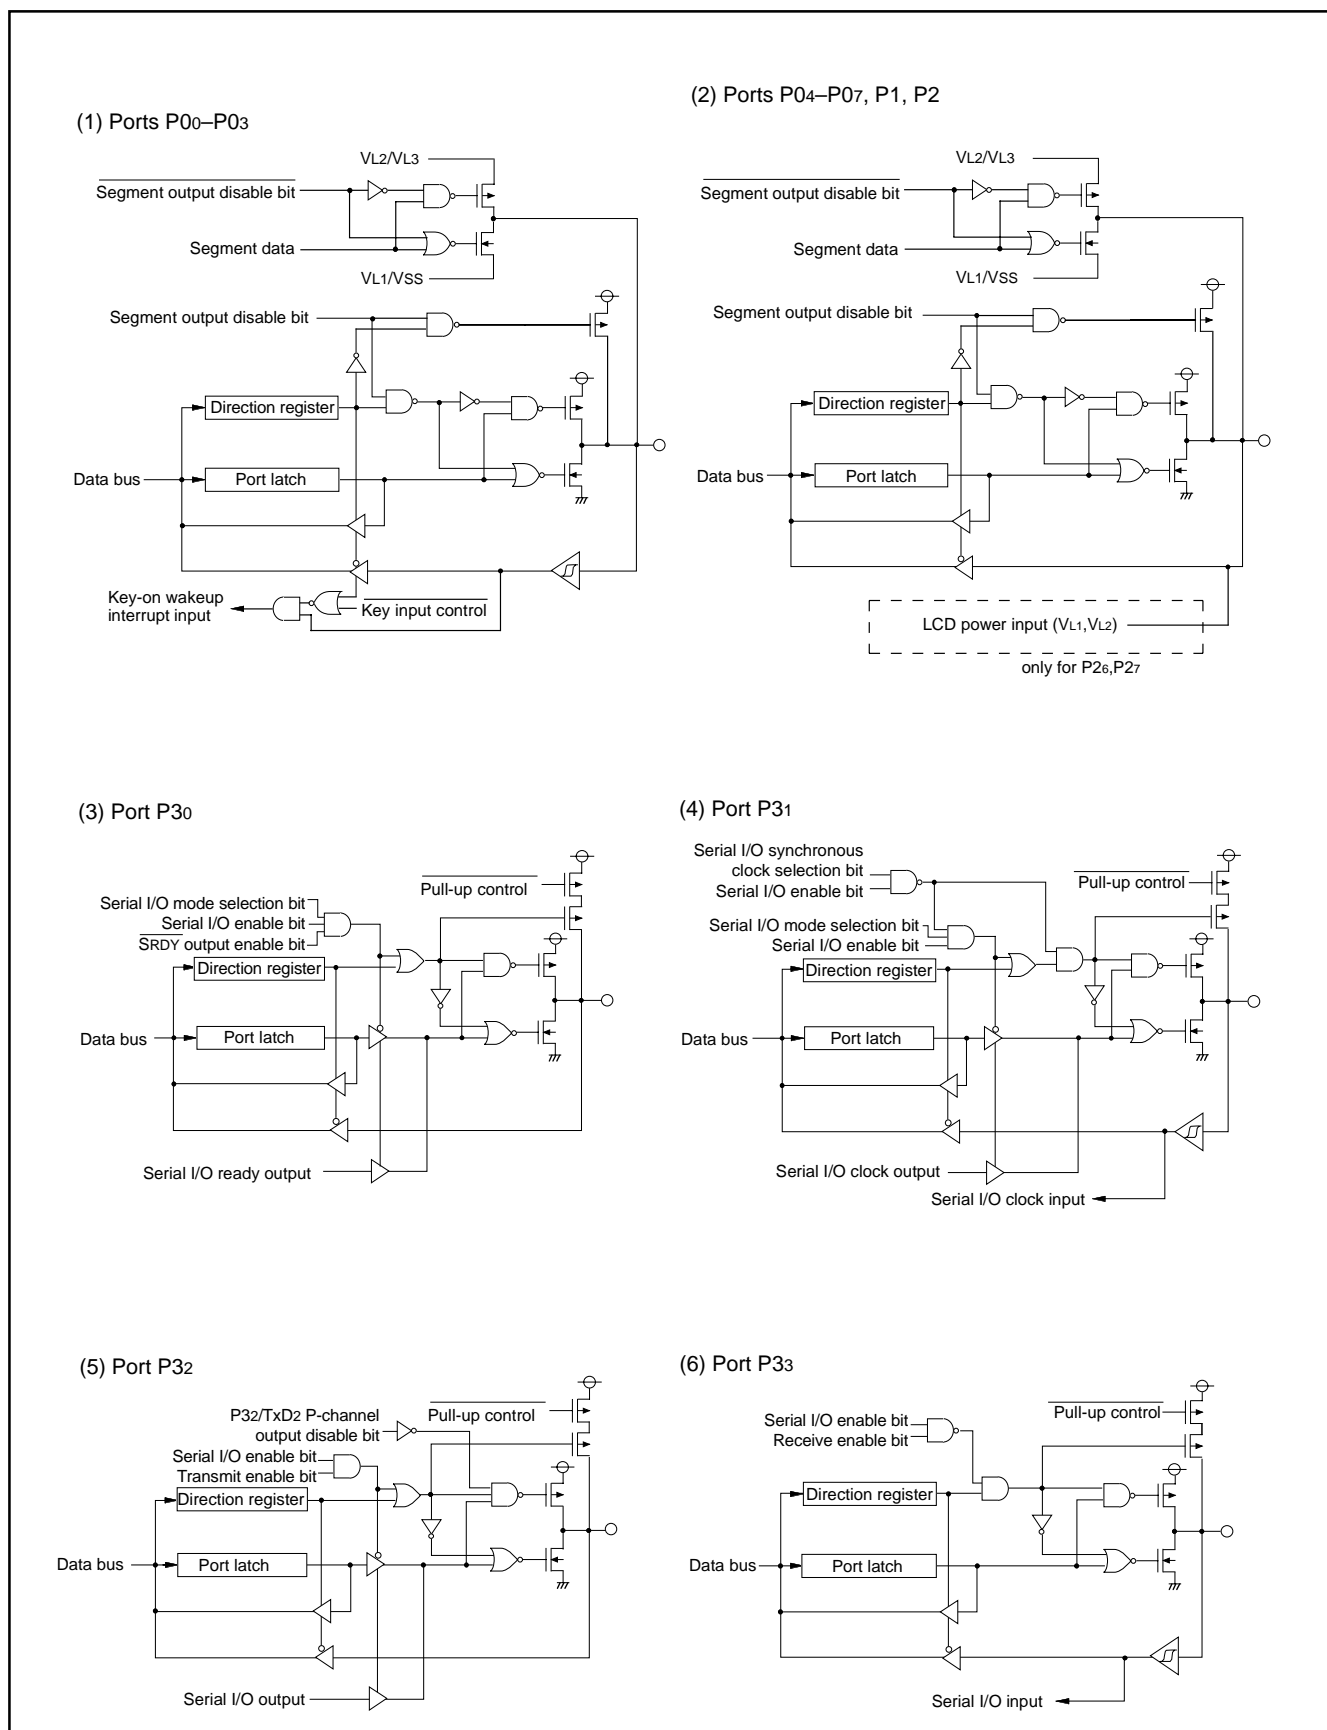 (1) Ports P00–P03
VL2/VL3
Segment output disable bit
Segment data
VL1/VSS
Segment output disable bit
Direction register
Data bus
Port latch
Key-on wakeup
interrupt input
Key input control
(2) Ports P04–P07, P1, P2
VL2/VL3
Segment output disable bit
Segment data
VL1/VSS
Segment output disable bit
Direction register
Data bus
Port latch
LCD power input (VL1,VL2)
only for P26,P27
(3) Port P30
Pull-up control
Serial I/O mode selection bit
Serial I/O enable bit
SRDY output enable bit
Direction register
Data bus
Port latch
Serial I/O ready output
(4) Port P31
Serial I/O synchronous
clock selection bit
Serial I/O enable bit
Pull-up control
Serial I/O mode selection bit
Serial I/O enable bit
Direction register
Data bus
Port latch
Serial I/O clock output
Serial I/O clock input
(5) Port P32
P32/TxD2 P-channel
output disable bit
Pull-up control
Serial I/O enable bit
Transmit enable bit
Direction register
Data bus
Port latch
Serial I/O output
(6) Port P33
Pull-up control
Serial I/O enable bit
Receive enable bit
Direction register
Data bus
Port latch
Serial I/O input